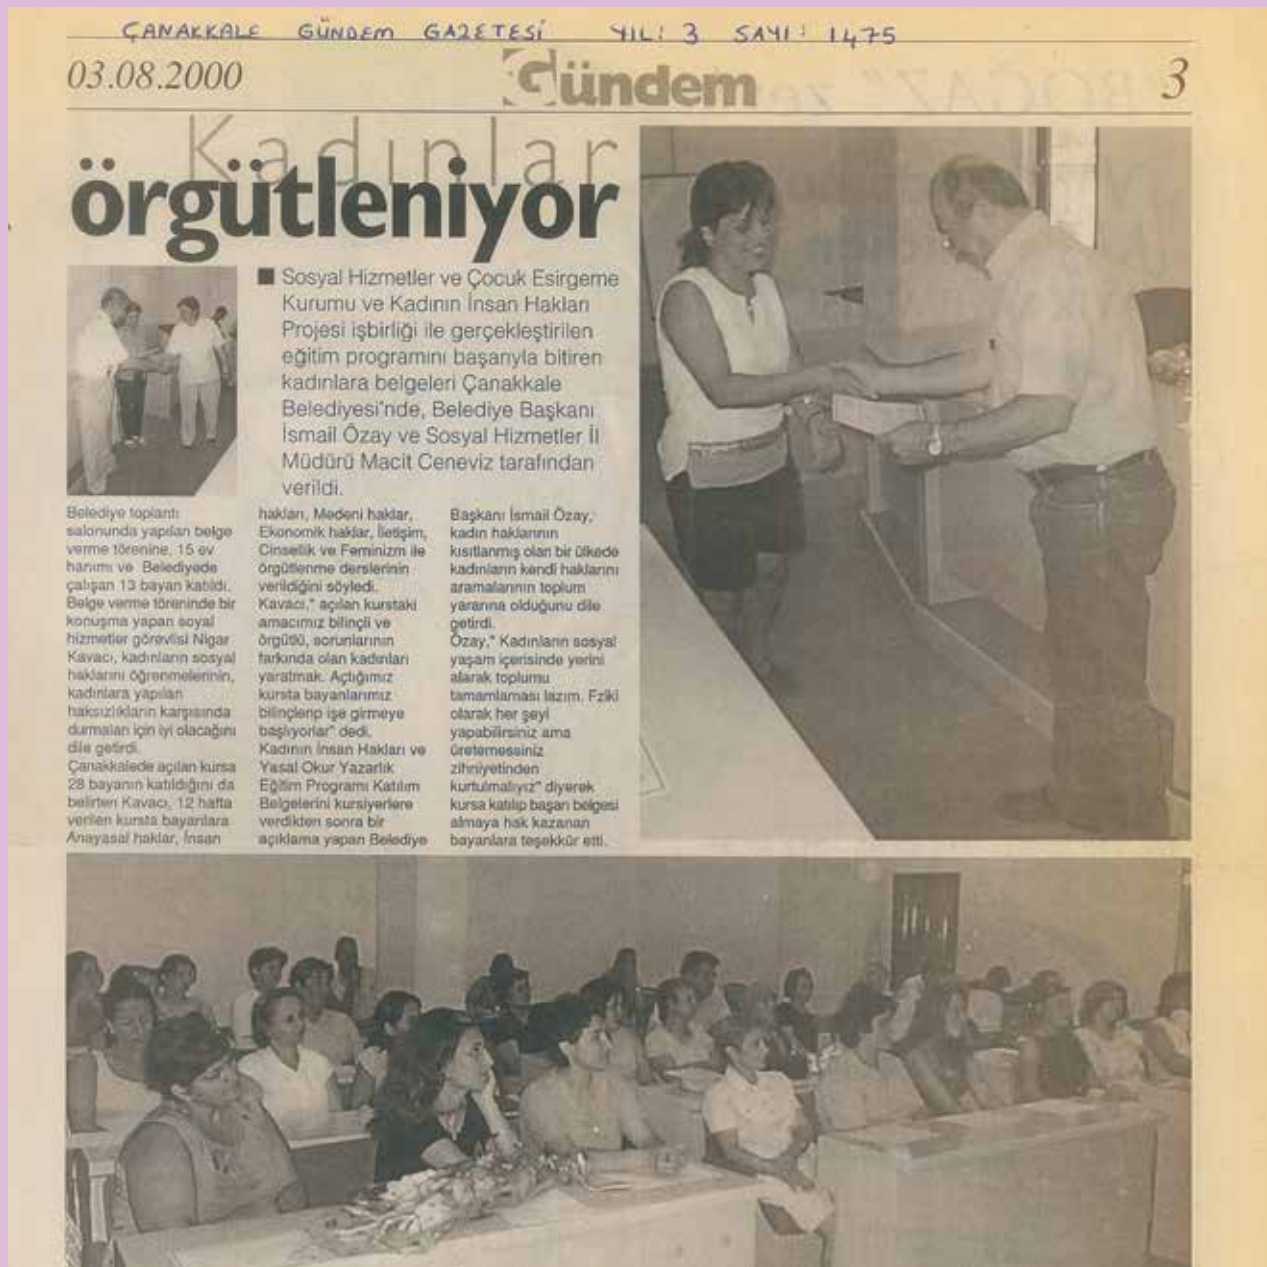 ÇANAKKALE GÜNDEM GAZETESİ YIL: 3 SAYI: 1475
03.08.2000
Gündem
3
Kadınlar
örgütleniyor
■ Sosyal Hizmetler ve Çocuk Esirgeme
Kurumu ve Kadının İnsan Hakları
Projesi işbirliği ile gerçekleştirilen
eğitim programını başarıyla bitiren
kadınlara belgeleri Çanakkale
Belediyesi'nde, Belediye Başkanı
İsmail Özay ve Sosyal Hizmetler İl
Müdürü Macit Ceneviz tarafından
verildi.
Belediye toplantı
salonunda yapılan belge
verme törenine, 15 ev
hanımı ve Belediyede
çalışan 13 bayan katıldı.
Belge verme töreninde bir
konuşma yapan soyal
hizmetler görevlisi Nigar
Kavacı, kadınların sosyal
haklarını öğrenmelerinin,
kadınlara yapılan
haksızlıkların karşısında
durmaları için iyi olacağını
dile getirdi.
Çanakkalede açılan kursa
28 bayanın katıldığını da
belirten Kavacı, 12 hafta
verilen kursta bayanlara
Anayasal haklar, İnsan
hakları, Medeni haklar,
Ekonomik haklar, İletişim,
Cinsellik ve Feminizm ile
örgütlenme derslerinin
verildiğini söyledi.
Kavacı," açılan kurstaki
amacımız bilinçli ve
örgütlü, sorunlarının
farkında olan kadınları
yaratmak. Açtığımız
kursta bayanlarımız
bilinçlenp işe girmeye
başlıyorlar" dedi.
Kadının İnsan Hakları ve
Yasal Okur Yazarlık
Eğitim Programı Katılım
Belgelerini kursiyerlere
verdikten sonra bir
açıklama yapan Belediye
Başkanı İsmail Özay,
kadın haklarının
kısıtlanmış olan bir ülkede
kadınların kendi haklarını
aramalarının toplum
yararına olduğunu dile
getirdi.
Özay," Kadınların sosyal
yaşam içerisinde yerini
alarak toplumu
tamamlaması lazım. Fziki
olarak her şeyi
yapabilirsiniz ama
üretemessiniz
zihniyetinden
kurtulmalıyız" diyerek
kursa katılıp başarı belgesi
almaya hak kazanan
bayanlara teşekkür etti.